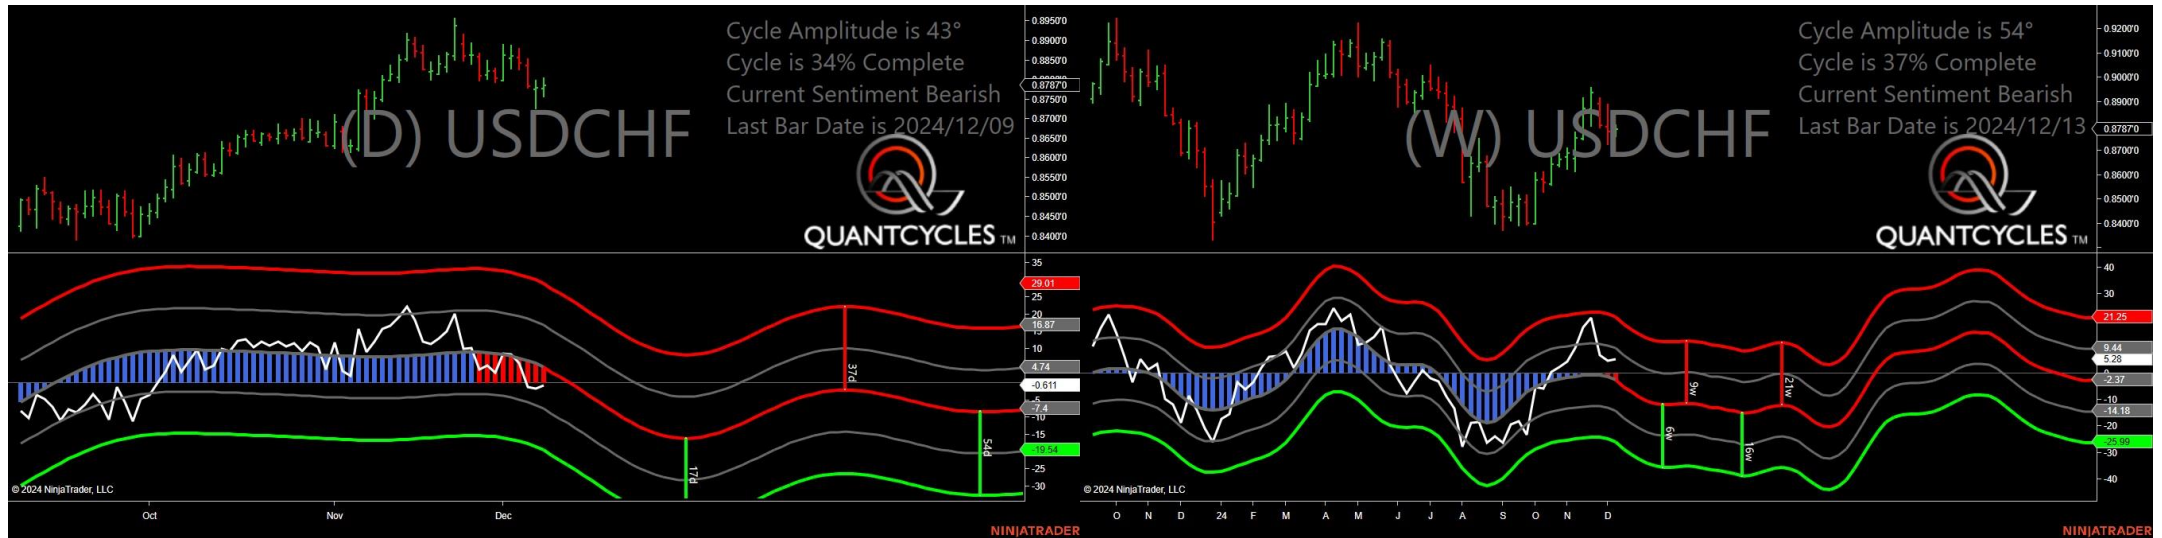 Cycle Amplitude is 43°
Cycle is 34% Complete
Current Sentiment Bearish
Last Bar Date is 2024/12/09
(D) USDCHF
QUANTCYCLES TM
0.8950'0
0.8900'0
0.8850'0
0.8787'0
0.8750'0
0.8700'0
0.8650'0
0.8600'0
0.8550'0
0.8500'0
0.8450'0
0.8400'0
35
29.01
25
20
16.87
10
4.74
-0.611
-5
-7.4
-10
-15
-19.54
-25
-30
37d
17d
54d
© 2024 NinjaTrader, LLC
Oct
Nov
Dec
NINJATRADER
Cycle Amplitude is 54°
Cycle is 37% Complete
Current Sentiment Bearish
Last Bar Date is 2024/12/13
(W) USDCHF
QUANTCYCLES TM
0.9200'0
0.9100'0
0.9000'0
0.8900'0
0.8787'0
0.8700'0
0.8600'0
0.8500'0
0.8400'0
40
30
21.25
9.44
5.28
-2.37
-10
-14.18
-20
-25.99
-30
-40
9w
21w
6w
16w
© 2024 NinjaTrader, LLC
O N D 24 F M A M J J A S O N D
NINJATRADER